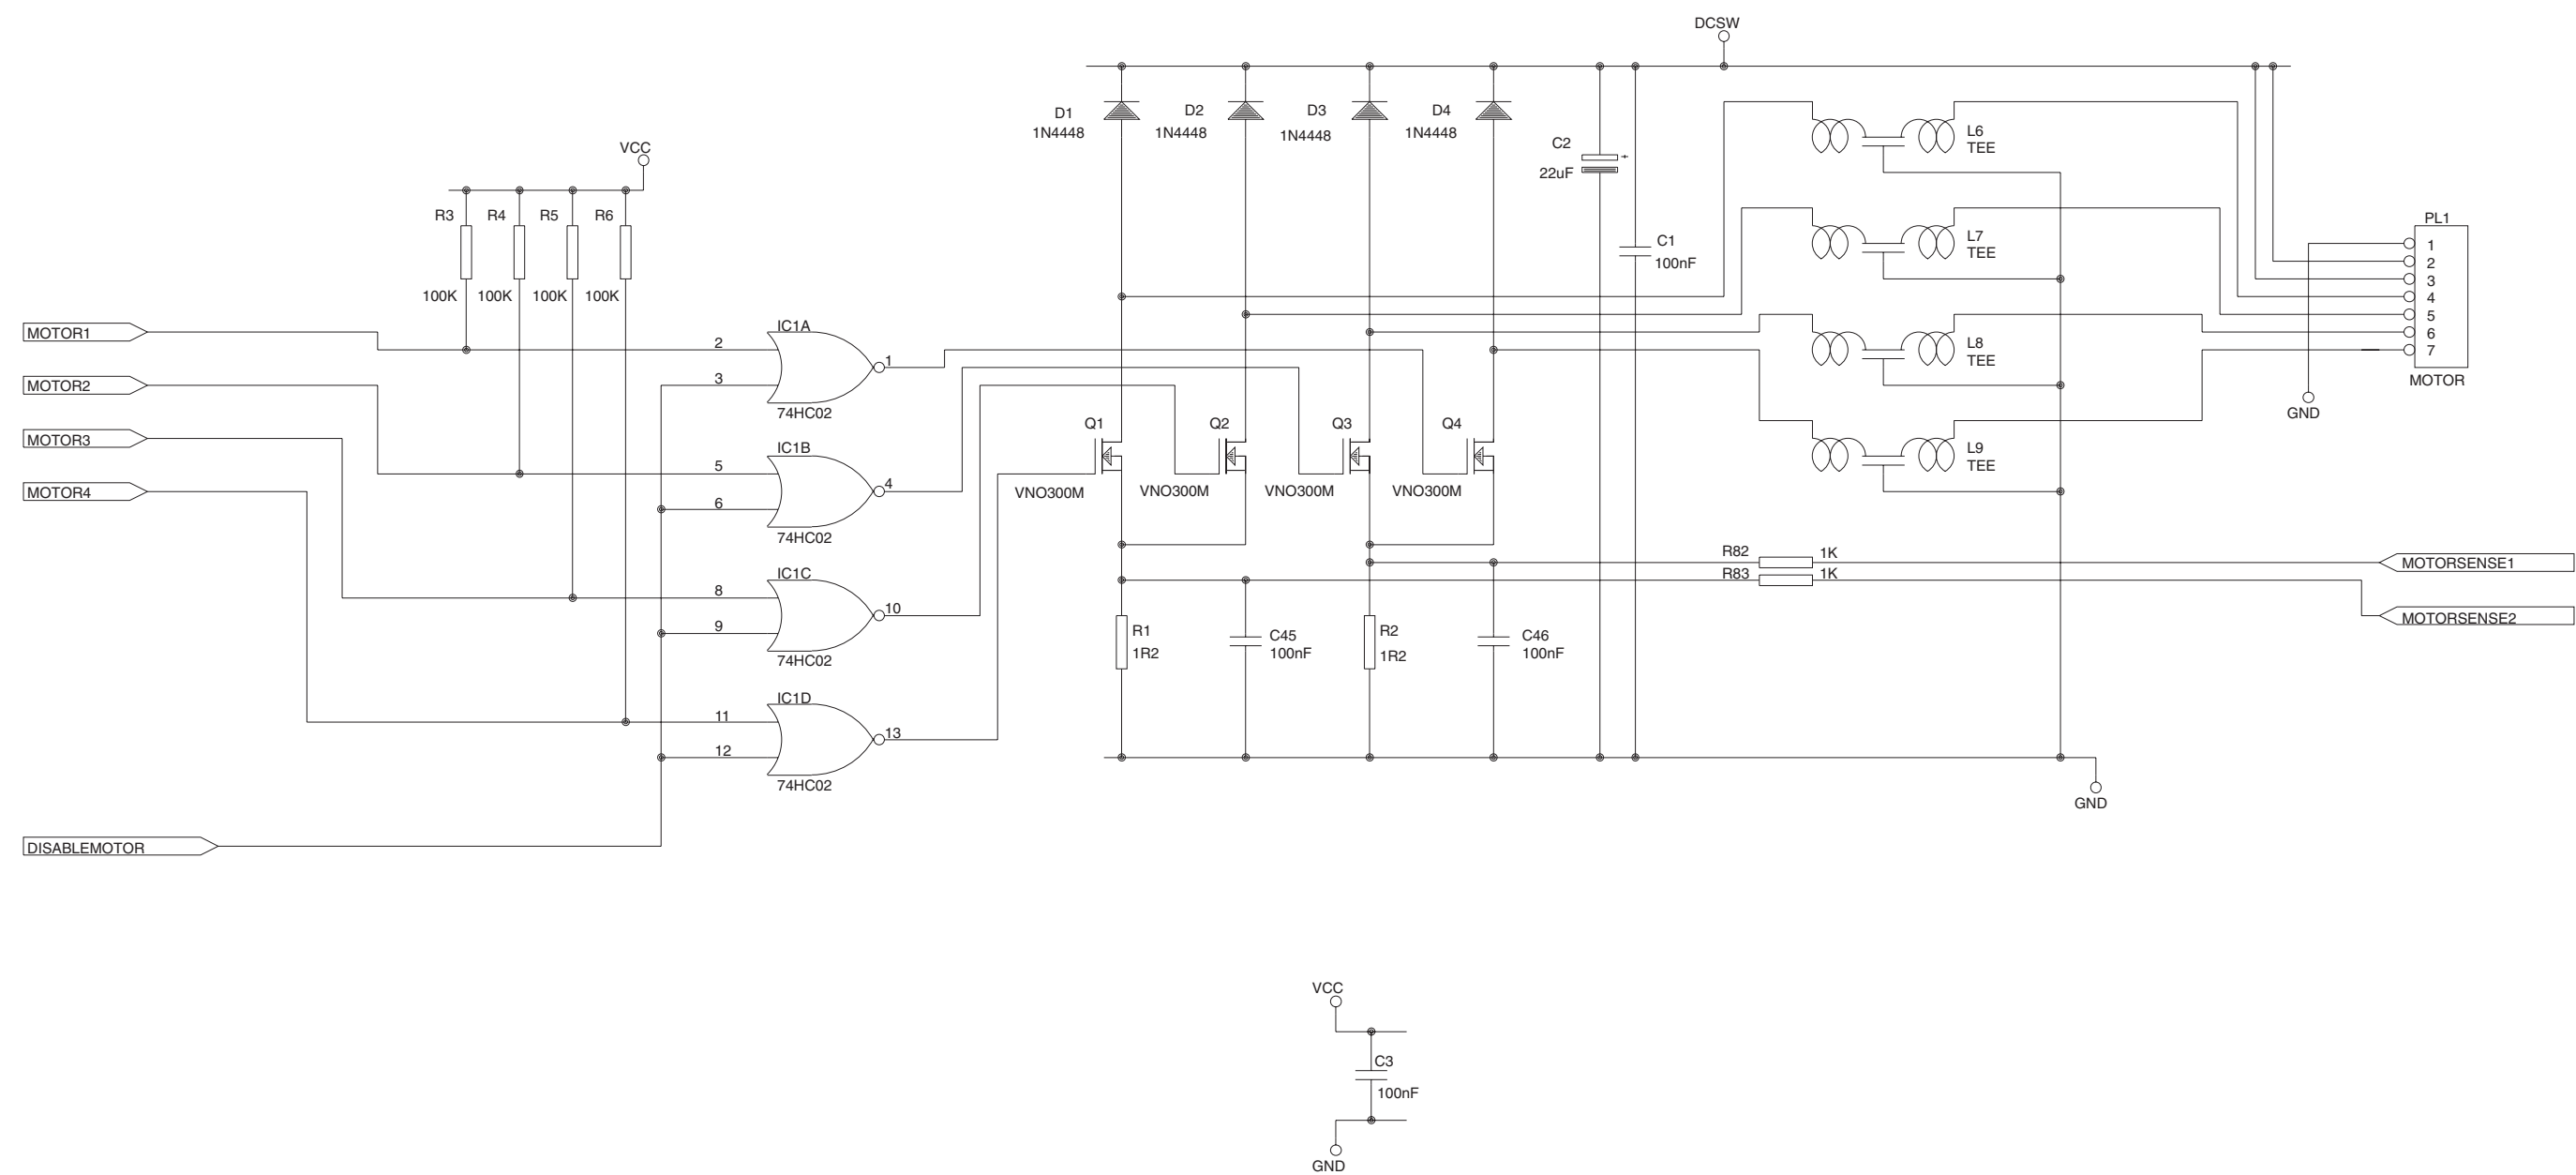 DCSW
D1
1N4448
D2
1N4448
D3
1N4448
D4
1N4448
C2
22uF
+
C1
100nF
L6
TEE
L7
TEE
L8
TEE
L9
TEE
PL1
1
2
3
4
5
6
7
MOTOR
GND
VCC
R3
R4
R5
R6
100K
100K
100K
100K
MOTOR1
MOTOR2
MOTOR3
MOTOR4
DISABLEMOTOR
IC1A
2
3
1
74HC02
IC1B
5
6
4
74HC02
IC1C
8
9
10
74HC02
IC1D
11
12
13
74HC02
Q1
VNO300M
Q2
VNO300M
Q3
VNO300M
Q4
VNO300M
R82
1K
R83
1K
MOTORSENSE1
MOTORSENSE2
R1
1R2
C45
100nF
R2
1R2
C46
100nF
GND
VCC
C3
100nF
GND